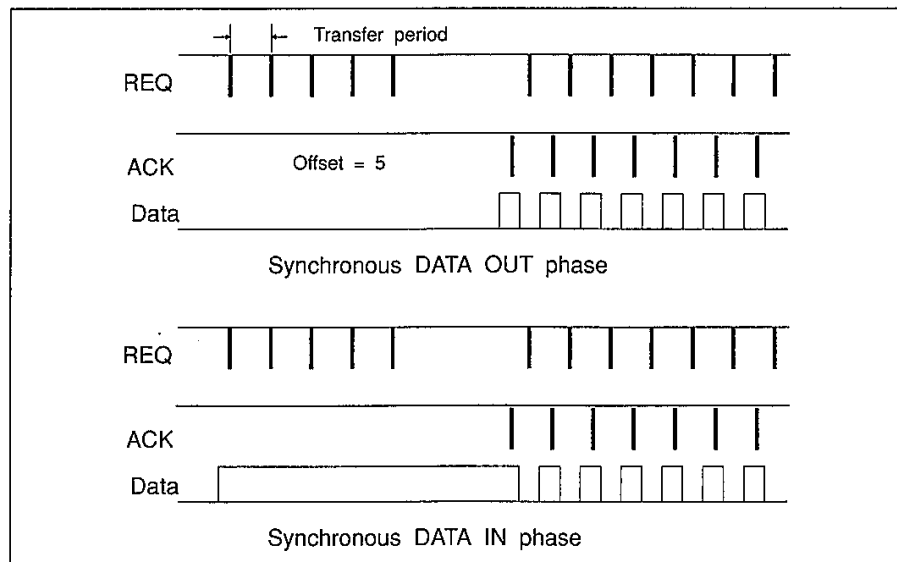 Transfer period
REQ
ACK
Offset = 5
Data
Synchronous DATA OUT phase
REQ
ACK
Data
Synchronous DATA IN phase